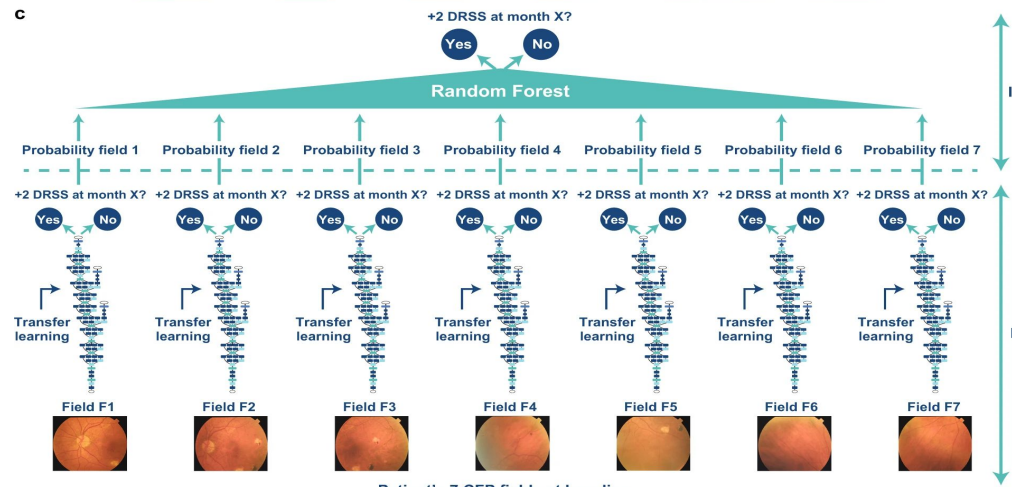 c
+2 DRSS at month X?
Yes No
Random Forest
Probability field 1 Probability field 2 Probability field 3 Probability field 4 Probability field 5 Probability field 6 Probability field 7
+2 DRSS at month X? +2 DRSS at month X? +2 DRSS at month X? +2 DRSS at month X? +2 DRSS at month X? +2 DRSS at month X? +2 DRSS at month X?
Yes No Yes No Yes No Yes No Yes No Yes No Yes No
Transfer Transfer Transfer Transfer Transfer Transfer Transfer
learning learning learning learning learning learning learning
Field F1 Field F2 Field F3 Field F4 Field F5 Field F6 Field F7